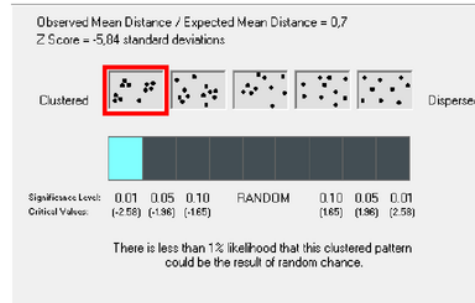 Observed Mean Distance / Expected Mean Distance = 0,7
Z Score = -5,84 standard deviations
Clustered Dispersed
Significance Level: 0.01 0.05 0.10 RANDOM 0.10 0.05 0.01
Critical Values: (-2.58) (-1.96) (-1.65) (1.65) (1.96) (2.58)
There is less than 1% likelihood that this clustered pattern
could be the result of random chance.